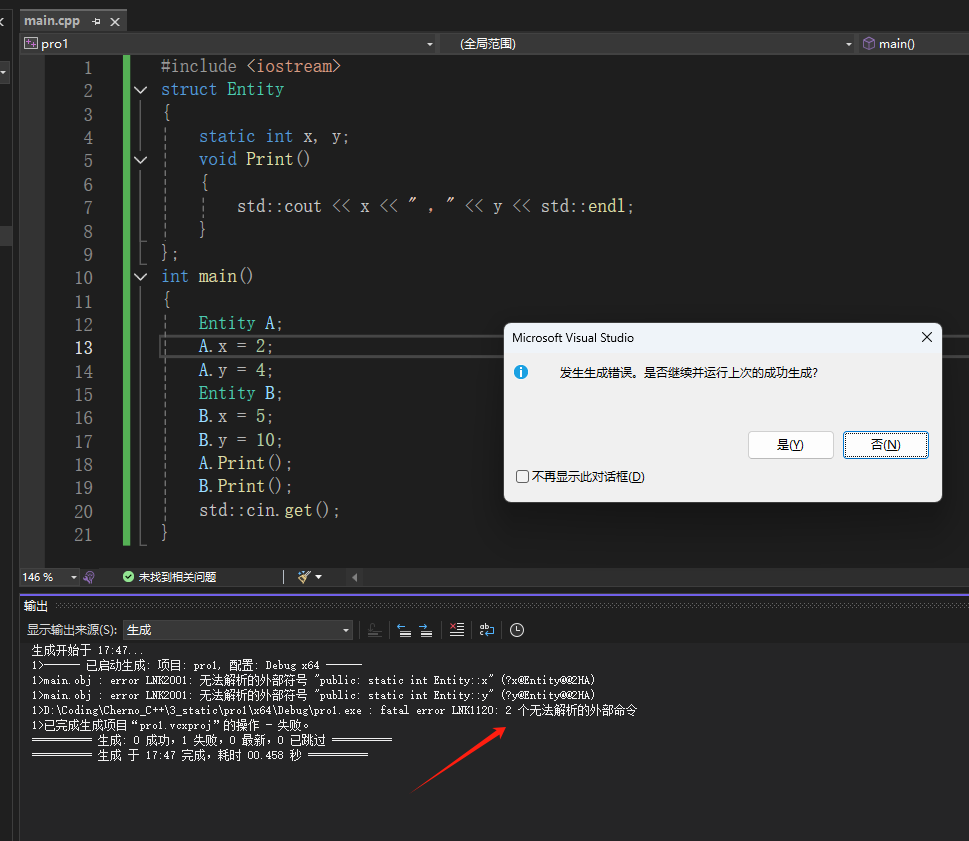 main.cpp
pro1
(全局范围)
main()
1 #include <iostream>
2 struct Entity
3 {
4 static int x, y;
5 void Print()
6 {
7 std::cout << x << " , " << y << std::endl;
8 }
9 };
10 int main()
11 {
12 Entity A;
13 A.x = 2;
14 A.y = 4;
15 Entity B;
16 B.x = 5;
17 B.y = 10;
18 A.Print();
19 B.Print();
20 std::cin.get();
21 }
Microsoft Visual Studio
发生生成错误。是否继续并运行上次的成功生成?
是(Y)
否(N)
不再显示此对话框(D)
146 %
未找到相关问题
输出
显示输出来源(S): 生成
生成开始于 17:47...
1>------ 已启动生成: 项目: pro1, 配置: Debug x64 ------
1>main.obj : error LNK2001: 无法解析的外部符号 "public: static int Entity::x" (?x@Entity@@2HA)
1>main.obj : error LNK2001: 无法解析的外部符号 "public: static int Entity::y" (?y@Entity@@2HA)
1>D:\Coding\Cherno_C++\3_static\pro1\x64\Debug\pro1.exe : fatal error LNK1120: 2 个无法解析的外部命令
1>已完成生成项目“pro1.vcxproj”的操作 - 失败。
========== 生成: 0 成功，1 失败，0 最新，0 已跳过 ==========
========== 生成 于 17:47 完成，耗时 00.458 秒 ==========